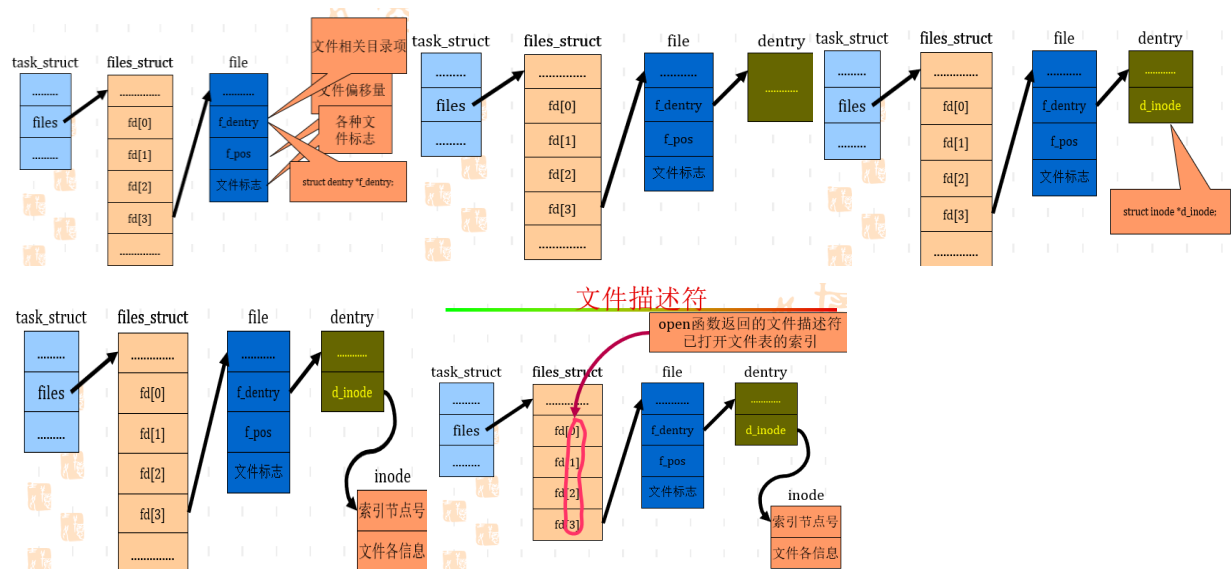 task_struct
.........
files
.........
files_struct
..............
fd[0]
fd[1]
fd[2]
fd[3]
..............
file
...........
f_dentry
f_pos
文件标志
文件相关目录项
文件偏移量
各种文
件标志
struct dentry *f_dentry;
task_struct
.........
files
.........
files_struct
..............
fd[0]
fd[1]
fd[2]
fd[3]
..............
file
...........
f_dentry
f_pos
文件标志
dentry
............
task_struct
.........
files
.........
files_struct
..............
fd[0]
fd[1]
fd[2]
fd[3]
..............
file
...........
f_dentry
f_pos
文件标志
dentry
............
d_inode
struct inode *d_inode;
task_struct
.........
files
.........
files_struct
..............
fd[0]
fd[1]
fd[2]
fd[3]
..............
file
...........
f_dentry
f_pos
文件标志
dentry
............
d_inode
inode
索引节点号
文件各信息
文件描述符
open函数返回的文件描述符
已打开文件表的索引
task_struct
.........
files
.........
files_struct
..............
fd[0]
fd[1]
fd[2]
fd[3]
..............
file
...........
f_dentry
f_pos
文件标志
dentry
............
d_inode
inode
索引节点号
文件各信息